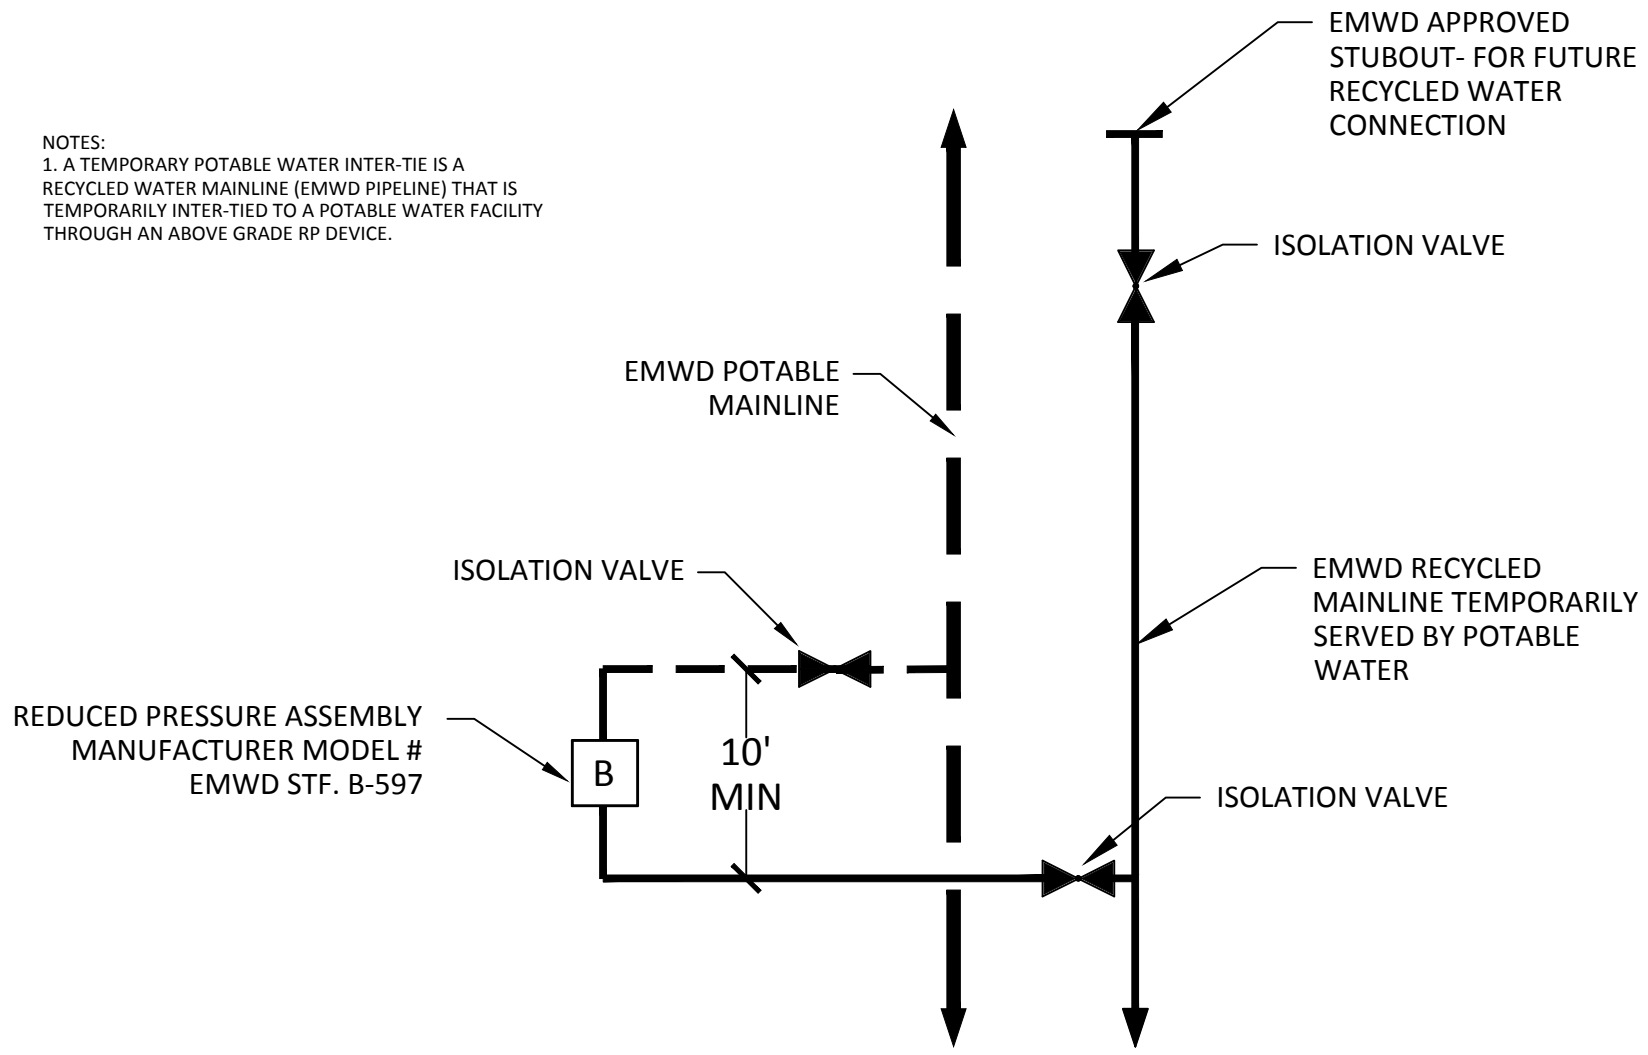 EMWD APPROVED
STUBOUT- FOR FUTURE
RECYCLED WATER
CONNECTION
NOTES:
1. A TEMPORARY POTABLE WATER INTER-TIE IS A
RECYCLED WATER MAINLINE (EMWD PIPELINE) THAT IS
TEMPORARILY INTER-TIED TO A POTABLE WATER FACILITY
THROUGH AN ABOVE GRADE RP DEVICE.
ISOLATION VALVE
EMWD POTABLE
MAINLINE
ISOLATION VALVE
EMWD RECYCLED
MAINLINE TEMPORARILY
SERVED BY POTABLE
WATER
REDUCED PRESSURE ASSEMBLY
MANUFACTURER MODEL #
EMWD STF. B-597
B
10'
MIN
ISOLATION VALVE